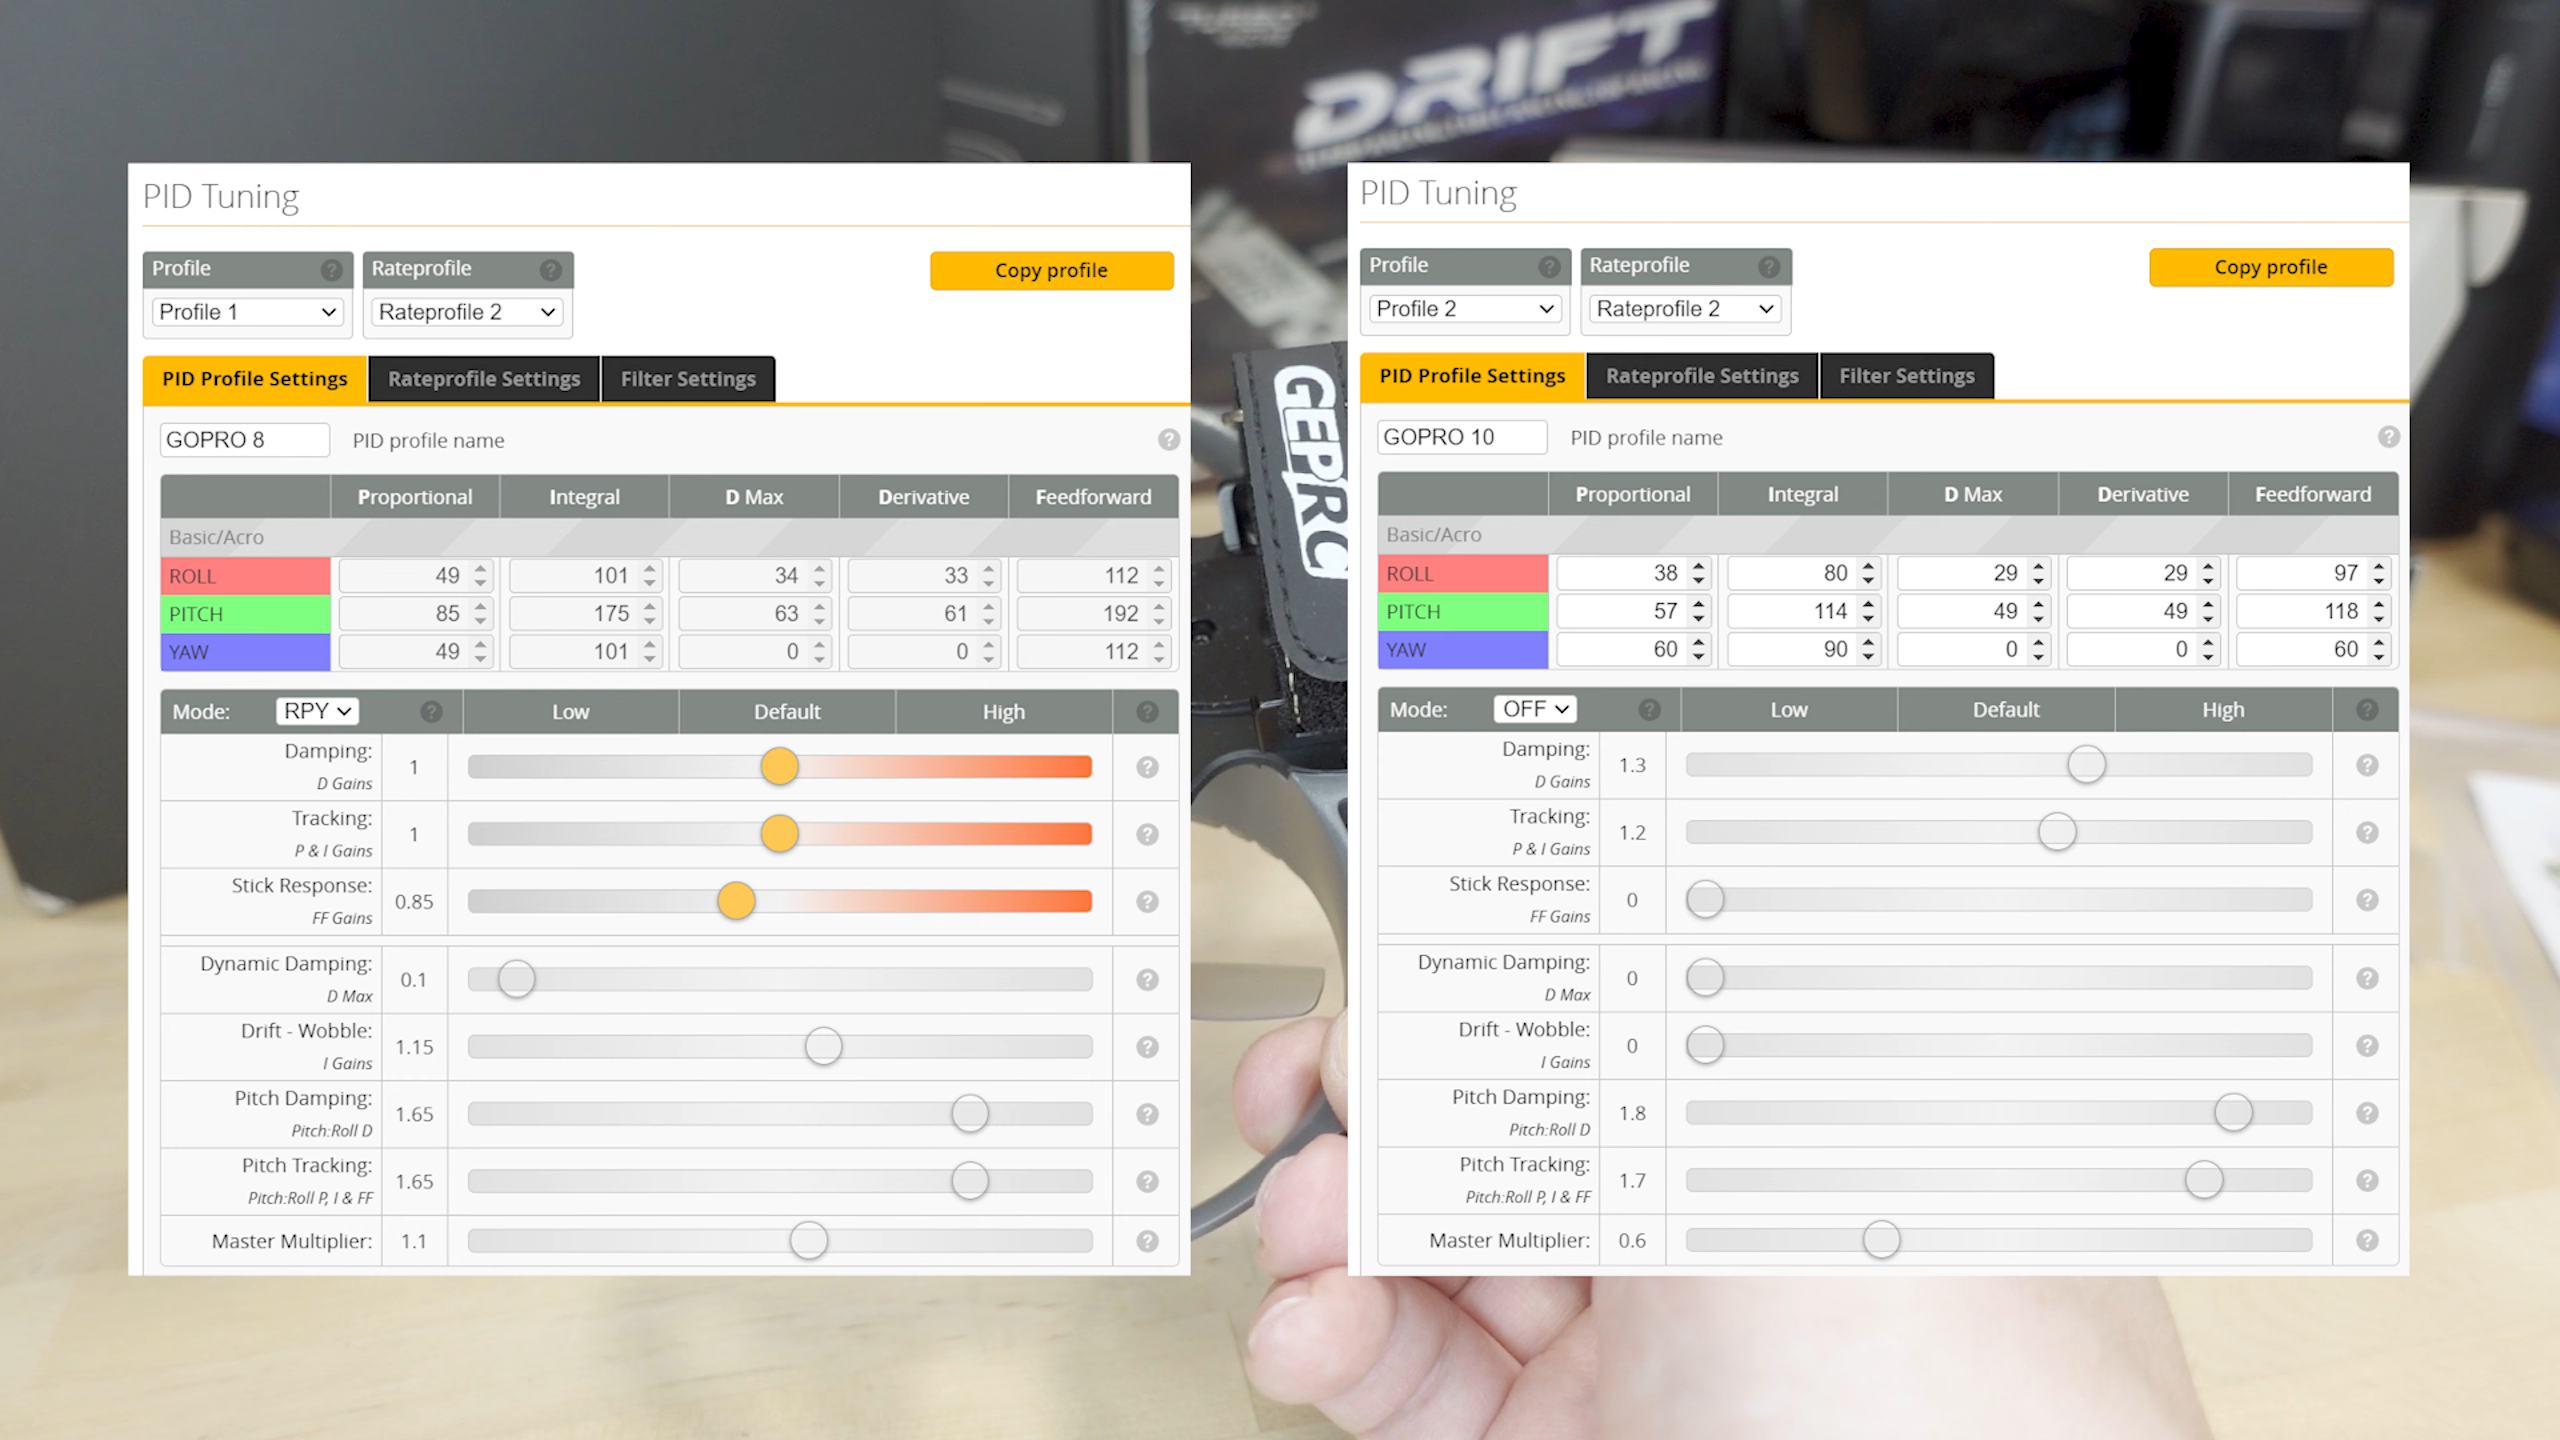 DRIFT
GEPRC
PID Tuning
Profile
Rateprofile
Copy profile
Profile 1
Rateprofile 2
PID Profile Settings
Rateprofile Settings
Filter Settings
GOPRO 8
PID profile name
Proportional Integral D Max Derivative Feedforward
Basic/Acro
ROLL 49 101 34 33 112
PITCH 85 175 63 61 192
YAW 49 101 0 0 112
Mode: RPY Low Default High
Damping:
D Gains
1
Tracking:
P & I Gains
1
Stick Response:
FF Gains
0.85
Dynamic Damping:
D Max
0.1
Drift - Wobble:
I Gains
1.15
Pitch Damping:
Pitch:Roll D
1.65
Pitch Tracking:
Pitch:Roll P, I & FF
1.65
Master Multiplier: 1.1
PID Tuning
Profile
Rateprofile
Copy profile
Profile 2
Rateprofile 2
PID Profile Settings
Rateprofile Settings
Filter Settings
GOPRO 10
PID profile name
Proportional Integral D Max Derivative Feedforward
Basic/Acro
ROLL 38 80 29 29 97
PITCH 57 114 49 49 118
YAW 60 90 0 0 60
Mode: OFF Low Default High
Damping:
D Gains
1.3
Tracking:
P & I Gains
1.2
Stick Response:
FF Gains
0
Dynamic Damping:
D Max
0
Drift - Wobble:
I Gains
0
Pitch Damping:
Pitch:Roll D
1.8
Pitch Tracking:
Pitch:Roll P, I & FF
1.7
Master Multiplier: 0.6